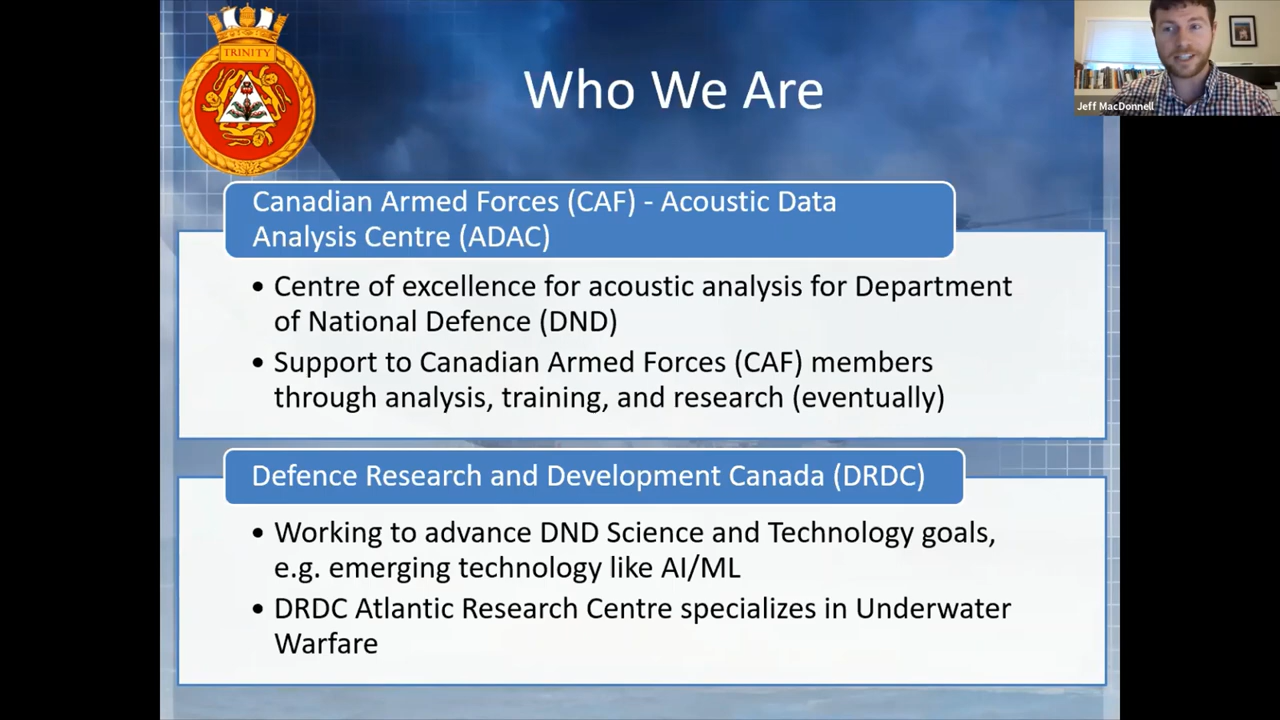 TRINITY
Who We Are
Jeff MacDonnell
Canadian Armed Forces (CAF) - Acoustic Data
Analysis Centre (ADAC)
• Centre of excellence for acoustic analysis for Department
of National Defence (DND)
• Support to Canadian Armed Forces (CAF) members
through analysis, training, and research (eventually)
Defence Research and Development Canada (DRDC)
• Working to advance DND Science and Technology goals,
e.g. emerging technology like AI/ML
• DRDC Atlantic Research Centre specializes in Underwater
Warfare